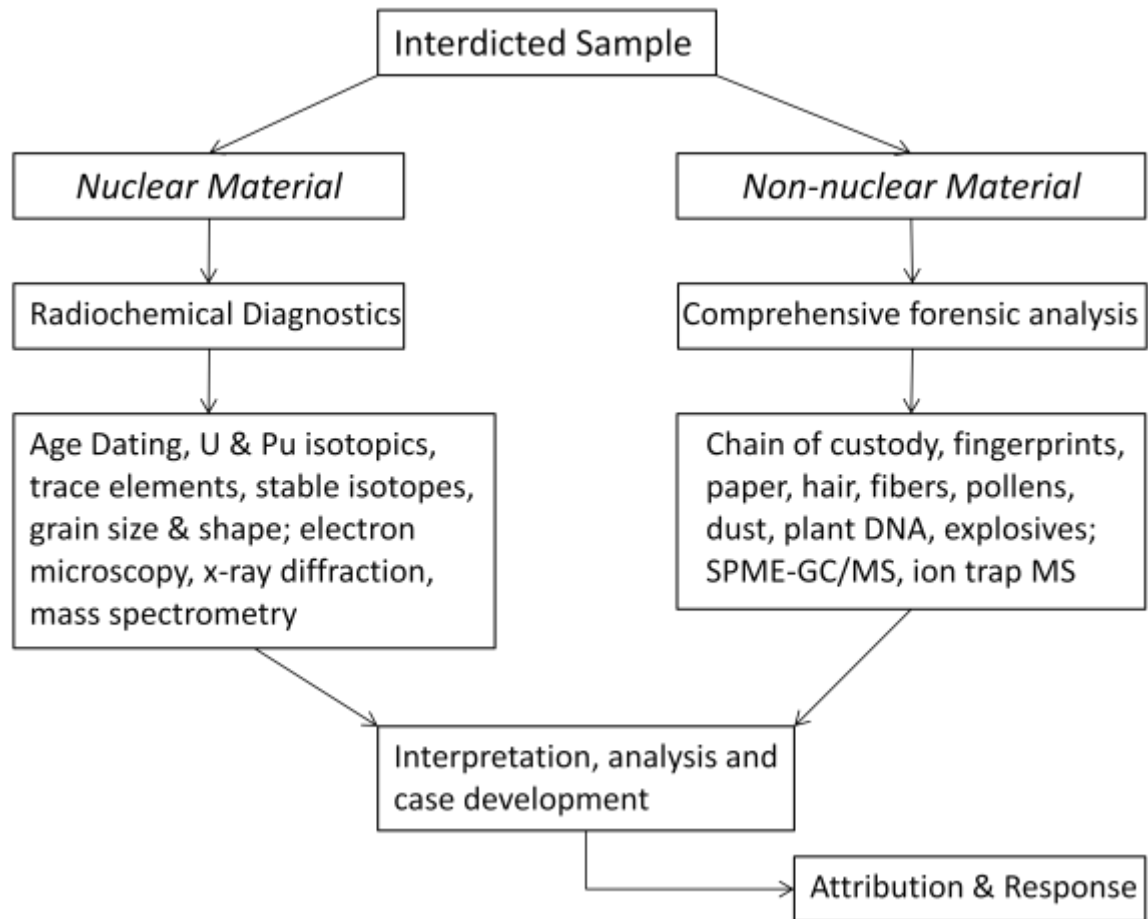 Interdicted Sample
Nuclear Material
Non-nuclear Material
Radiochemical Diagnostics
Comprehensive forensic analysis
Age Dating, U & Pu isotopics,
trace elements, stable isotopes,
grain size & shape; electron
microscopy, x-ray diffraction,
mass spectrometry
Chain of custody, fingerprints,
paper, hair, fibers, pollens,
dust, plant DNA, explosives;
SPME-GC/MS, ion trap MS
Interpretation, analysis and
case development
Attribution & Response